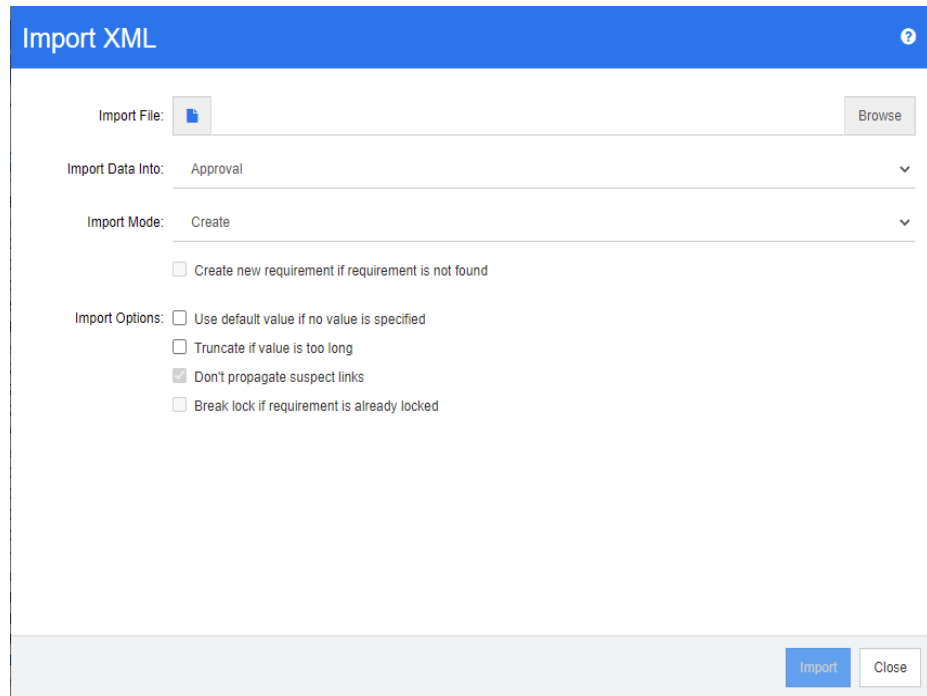 Import XML
Import File:
Browse
Import Data Into: Approval
Import Mode: Create
Create new requirement if requirement is not found
Import Options: Use default value if no value is specified
Truncate if value is too long
Don't propagate suspect links
Break lock if requirement is already locked
Import Close